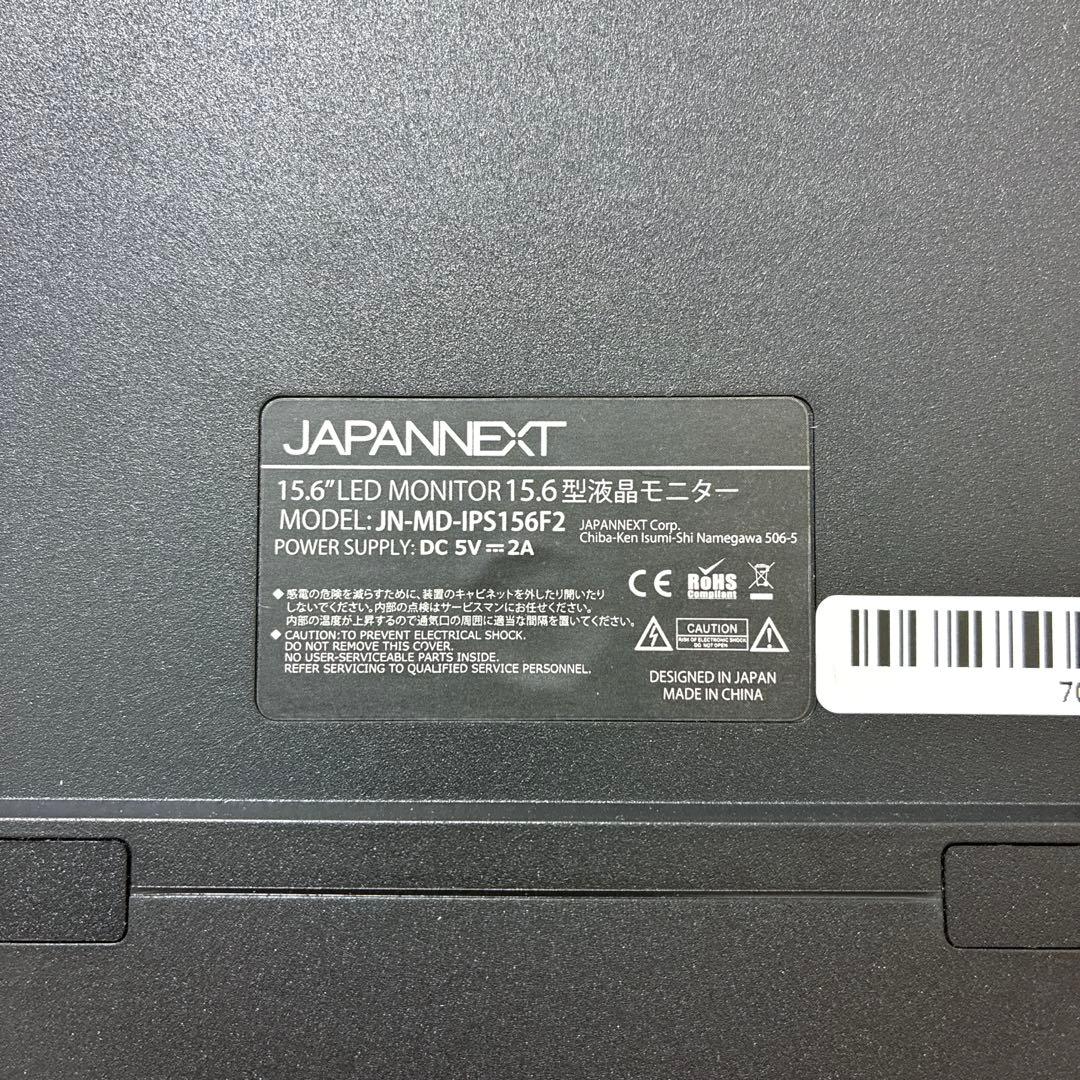 JAPANNEXT
15.6" LED MONITOR 15.6型液晶モニター
MODEL: JN-MD-IPS156F2
JAPANNEXT Corp.
Chiba-Ken Isumi-Shi Namegawa 506-5
POWER SUPPLY: DC 5V⎓2A
CE RoHS
Compliant
◆ 感電の危険を減らすために、装置のキャビネットを外したり開いたり
しないでください。内部の点検はサービスマンにお任せください。
内部の温度が上昇するので通気口の周囲に適当な間隔を置いてください。
◆ CAUTION:TO PREVENT ELECTRICAL SHOCK.
DO NOT REMOVE THIS COVER.
NO USER-SERVICEABLE PARTS INSIDE.
REFER SERVICING TO QUALIFIED SERVICE PERSONNEL.
CAUTION
RISK OF ELECTRONIC SHOCK
DO NOT OPEN
DESIGNED IN JAPAN
MADE IN CHINA